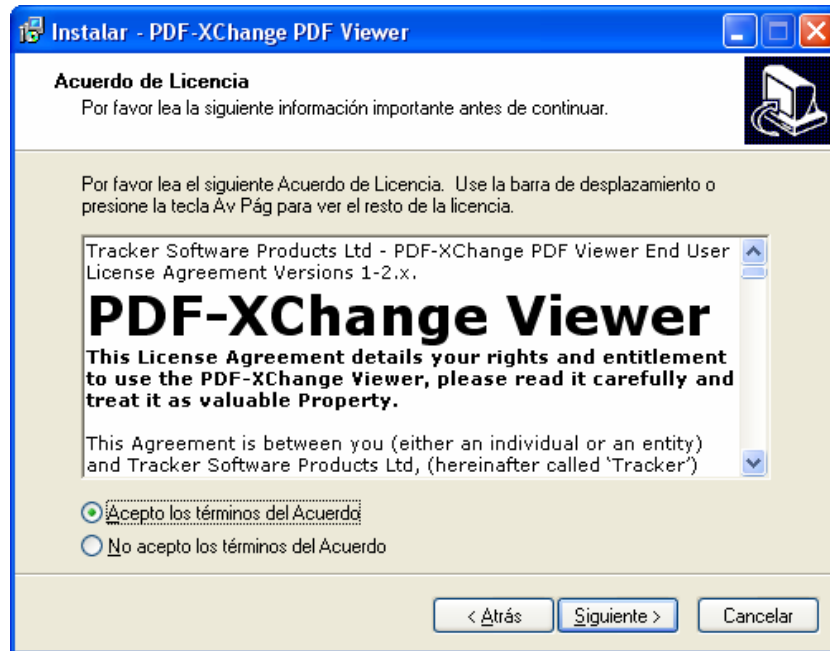 Instalar - PDF-XChange PDF Viewer
Acuerdo de Licencia
Por favor lea la siguiente información importante antes de continuar.
Por favor lea el siguiente Acuerdo de Licencia. Use la barra de desplazamiento o
presione la tecla Av Pág para ver el resto de la licencia.
Tracker Software Products Ltd - PDF-XChange PDF Viewer End User
License Agreement Versions 1-2.x.
PDF-XChange Viewer
This License Agreement details your rights and entitlement
to use the PDF-XChange Viewer, please read it carefully and
treat it as valuable Property.
This Agreement is between you (either an individual or an entity)
and Tracker Software Products Ltd, (hereinafter called ‘Tracker’)
Acepto los términos del Acuerdo
No acepto los términos del Acuerdo
< Atrás Siguiente > Cancelar